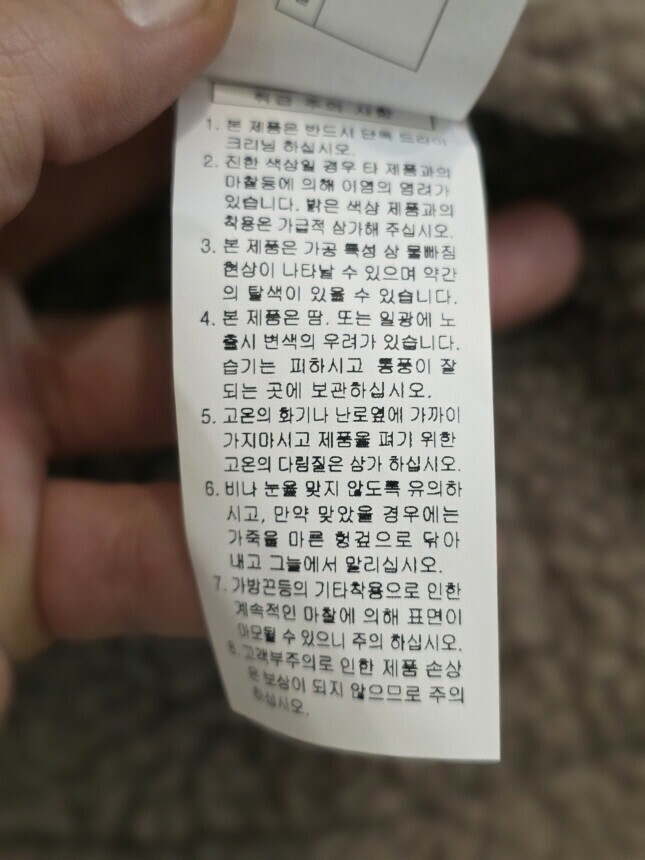 취급 주의 사항
1. 본 제품은 반드시 단독 드라이
크리닝 하십시오.
2. 진한 색상일 경우 타 제품과의
마찰등에 의해 이염의 염려가
있습니다. 밝은 색상 제품과의
착용은 가급적 삼가해 주십시오.
3. 본 제품은 가공 특성 상 물빠짐
현상이 나타날 수 있으며 약간
의 탈색이 있을 수 있습니다.
4. 본 제품은 땀. 또는 일광에 노
출시 변색의 우려가 있습니다.
습기는 피하시고 통풍이 잘
되는 곳에 보관하십시오.
5. 고온의 화기나 난로옆에 가까이
가지마시고 제품을 펴기 위한
고온의 다림질은 삼가 하십시오.
6. 비나 눈을 맞지 않도록 유의하
시고, 만약 맞았을 경우에는
가죽을 마른 헝겊으로 닦아
내고 그늘에서 말리십시오.
7. 가방끈등의 기타착용으로 인한
계속적인 마찰에 의해 표면이
마모될 수 있으니 주의 하십시오.
8. 고객부주의로 인한 제품 손상
은 보상이 되지 않으므로 주의
하십시오.